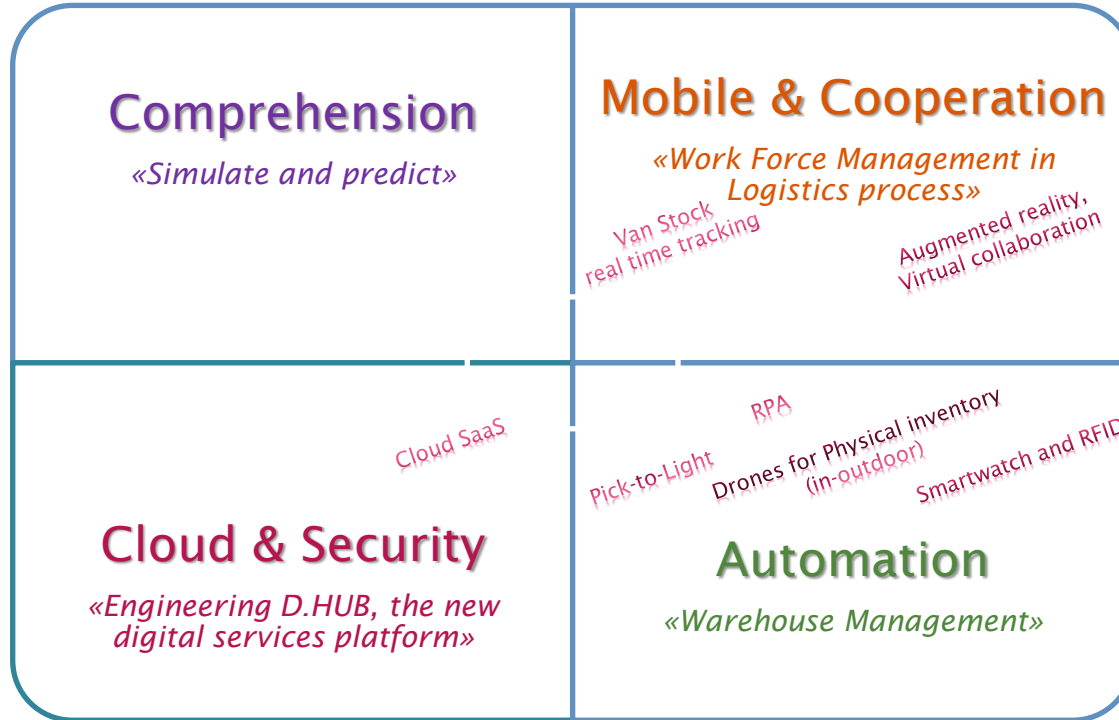 Comprehension
«Simulate and predict»
Mobile & Cooperation
«Work Force Management in
Logistics process»
Van Stock
real time tracking
Augmented reality,
Virtual collaboration
Cloud SaaS
Cloud & Security
«Engineering D.HUB, the new
digital services platform»
RPA
Pick-to-Light
Drones for Physical inventory
(in-outdoor)
Smartwatch and RFID
Automation
«Warehouse Management»